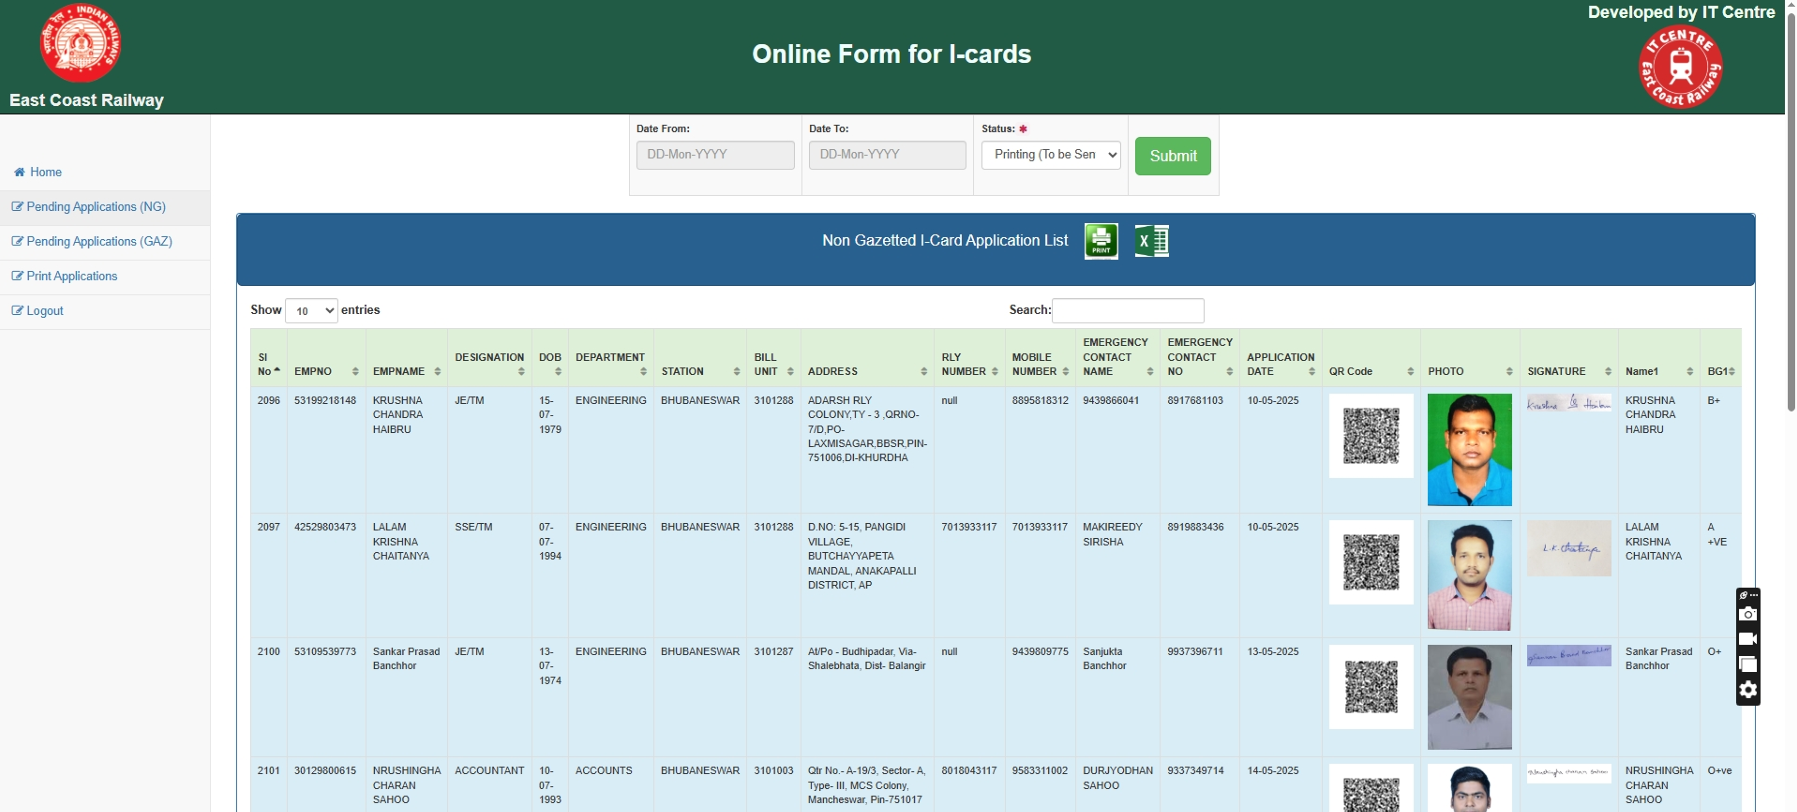 Developed by IT Centre
INDIAN RAILWAYS
भारतीय रेल
IT CENTRE
East Coast Railway
Online Form for I-cards
East Coast Railway
Date From:
Date To:
Status: *
DD-Mon-YYYY
DD-Mon-YYYY
Printing (To be Sen
Submit
Home
Pending Applications (NG)
Pending Applications (GAZ)
Print Applications
Logout
Non Gazetted I-Card Application List
PRINT
X
Show 10 entries
Search:
SI No EMPNO EMPNAME DESIGNATION DOB DEPARTMENT STATION BILL UNIT ADDRESS RLY NUMBER MOBILE NUMBER EMERGENCY CONTACT NAME EMERGENCY CONTACT NO APPLICATION DATE QR Code PHOTO SIGNATURE Name1 BG1
2096 53199218148 KRUSHNA CHANDRA HAIBRU JE/TM 15-07-1979 ENGINEERING BHUBANESWAR 3101288 ADARSH RLY COLONY,TY - 3 ,QRNO-7/D,PO-LAXMISAGAR,BBSR,PIN-751006,DI-KHURDHA null 8895818312 9439866041 8917681103 10-05-2025 KRUSHNA CHANDRA HAIBRU B+
2097 42529803473 LALAM KRISHNA CHAITANYA SSE/TM 07-07-1994 ENGINEERING BHUBANESWAR 3101288 D.NO: 5-15, PANGIDI VILLAGE, BUTCHAYYAPETA MANDAL, ANAKAPALLI DISTRICT, AP 7013933117 7013933117 MAKIREEDY SIRISHA 8919883436 10-05-2025 L.K.Chaitanya LALAM KRISHNA CHAITANYA A +VE
2100 53109539773 Sankar Prasad Banchhor JE/TM 13-07-1974 ENGINEERING BHUBANESWAR 3101287 At/Po - Budhipadar, Via-Shalebhata, Dist- Balangir null 9439809775 Sanjukta Banchhor 9937396711 13-05-2025 Sankar Prasad Banchhor O+
2101 30129800615 NRUSHINGHA CHARAN SAHOO ACCOUNTANT 10-07-1993 ACCOUNTS BHUBANESWAR 3101003 Qtr No.- A-19/3, Sector- A, Type- III, MCS Colony, Mancheswar, Pin-751017 8018043117 9583311002 DURJYODHAN SAHOO 9337349714 14-05-2025 Nrushingha charan Sahoo NRUSHINGHA CHARAN SAHOO O+ve